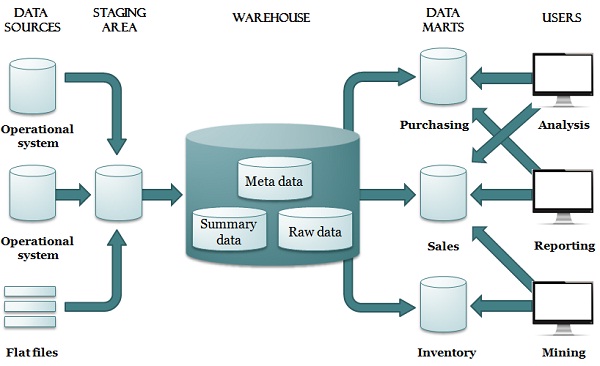 DATA
SOURCES
STAGING
AREA
WAREHOUSE
DATA
MARTS
USERS
Operational
system
Operational
system
Flat files
Meta data
Summary
data
Raw data
Purchasing
Sales
Inventory
Analysis
Reporting
Mining